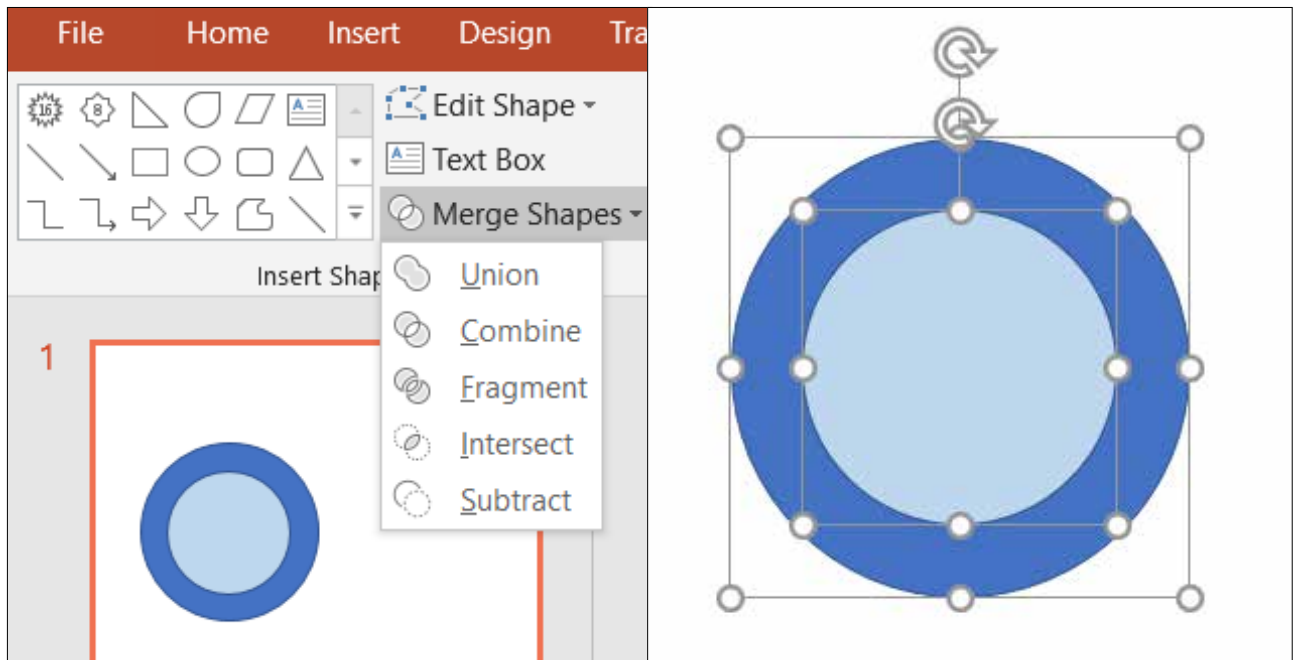 File Home Insert Design Tra
16 8 A Edit Shape
A Text Box
Merge Shapes
Insert Shap
Union
Combine
Fragment
Intersect
Subtract
1